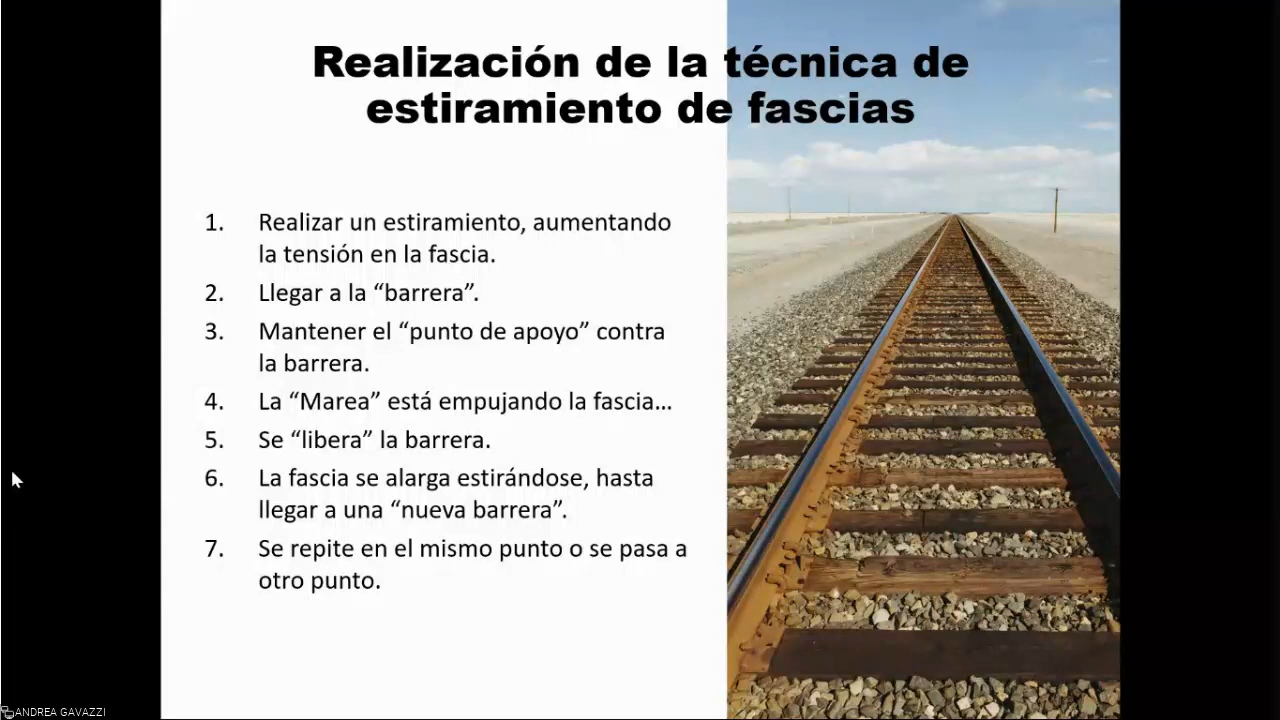 Realización de la técnica de
estiramiento de fascias
1. Realizar un estiramiento, aumentando
la tensión en la fascia.
2. Llegar a la “barrera”.
3. Mantener el “punto de apoyo” contra
la barrera.
4. La “Marea” está empujando la fascia...
5. Se “libera” la barrera.
6. La fascia se alarga estirándose, hasta
llegar a una “nueva barrera”.
7. Se repite en el mismo punto o se pasa a
otro punto.
ANDREA GAVAZZI